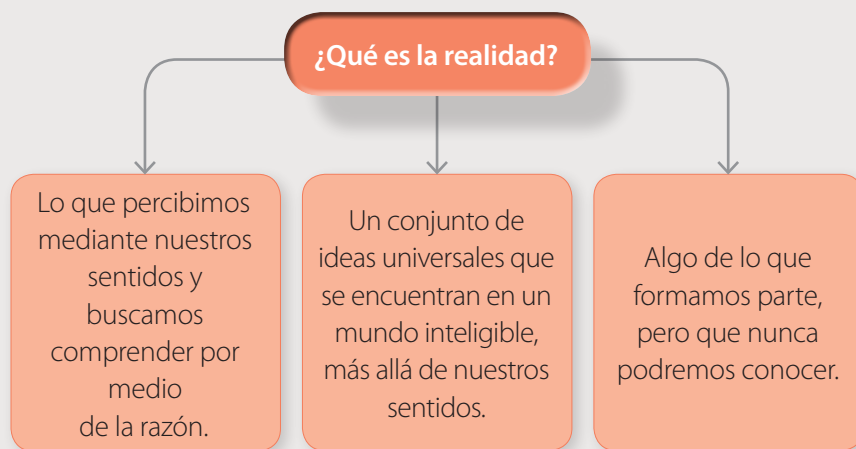 ¿Qué es la realidad?
Lo que percibimos
mediante nuestros
sentidos y
buscamos
comprender por
medio
de la razón.
Un conjunto de
ideas universales que
se encuentran en un
mundo inteligible,
más allá de nuestros
sentidos.
Algo de lo que
formamos parte,
pero que nunca
podremos conocer.